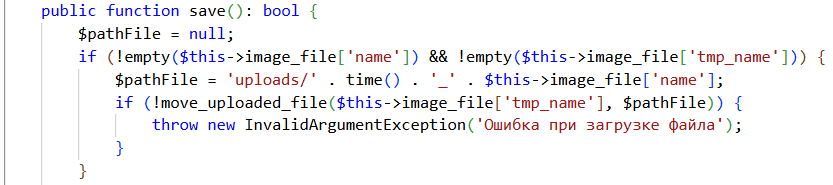 public function save(): bool {
$pathFile = null;
if (!empty($this->image_file['name']) && !empty($this->image_file['tmp_name'])) {
$pathFile = 'uploads/' . time() . '_' . $this->image_file['name'];
if (!move_uploaded_file($this->image_file['tmp_name'], $pathFile)) {
throw new InvalidArgumentException('Ошибка при загрузке файла');
}
}